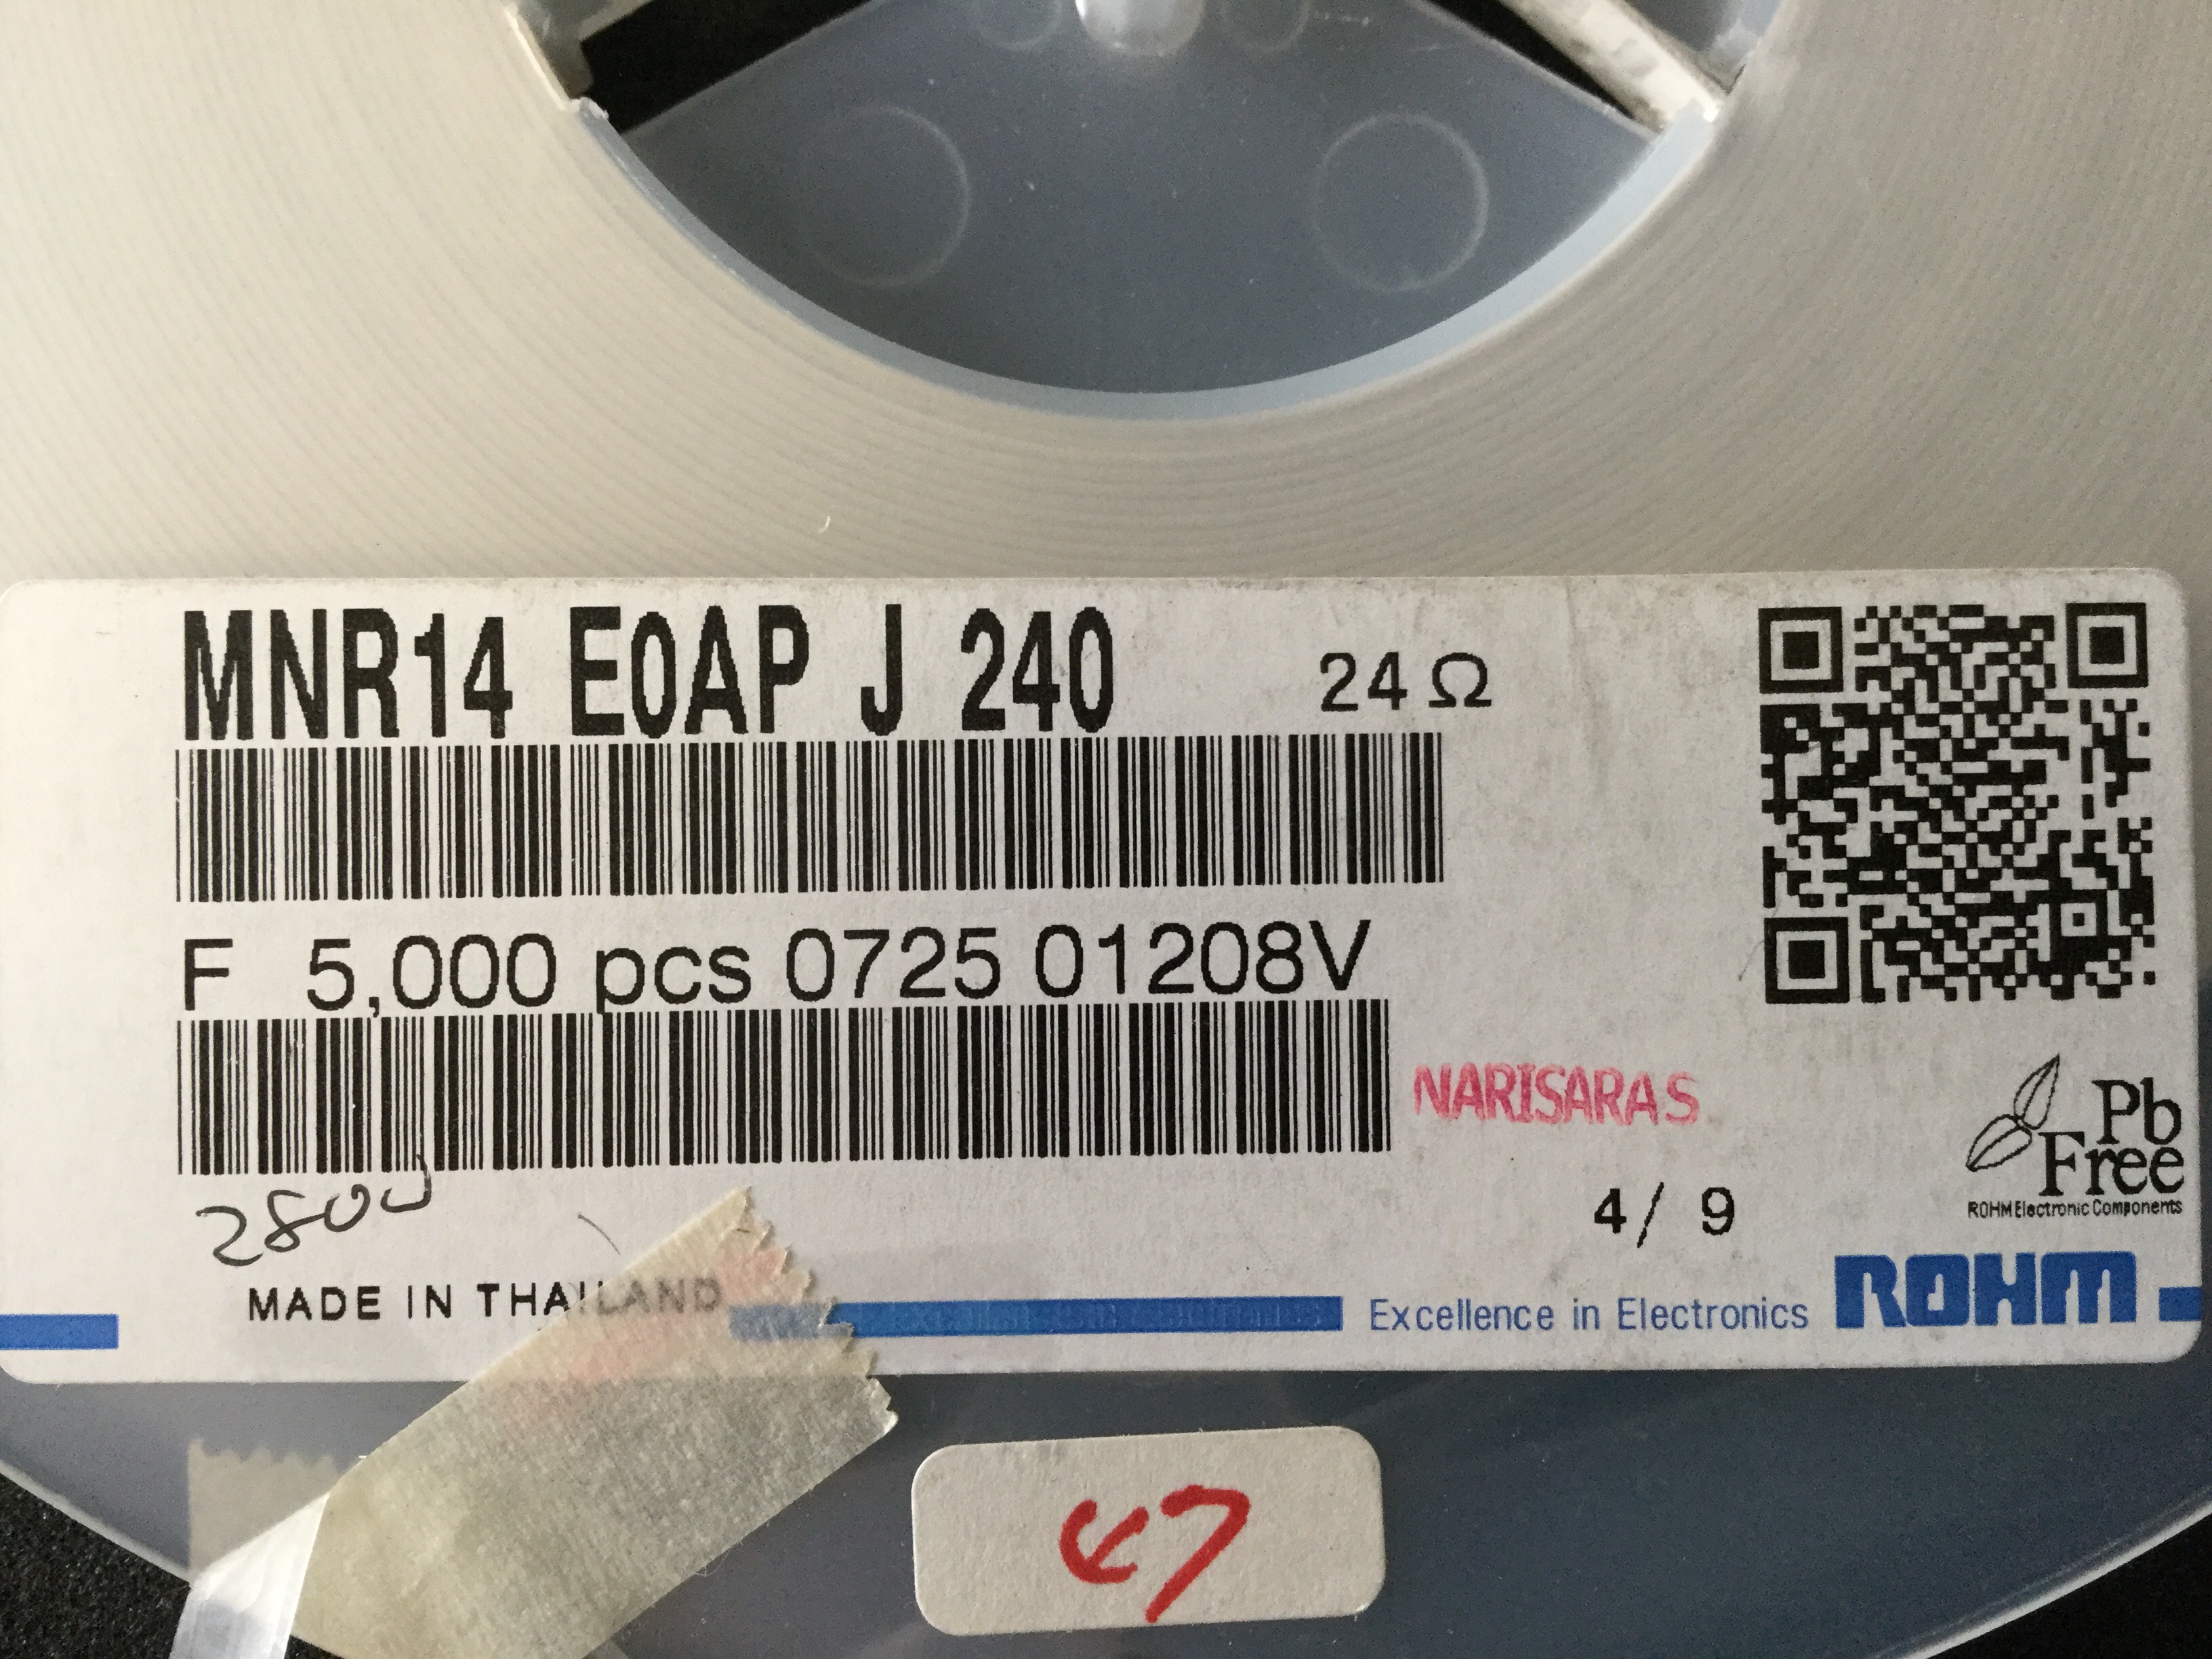 MNR14 E0AP J 240 24Ω
F 5,000 pcs 0725 01208V
NARISARA S
Pb
Free
ROHM Electronic Components
2800
4/ 9
MADE IN THAILAND
Excellence in Electronics ROHM